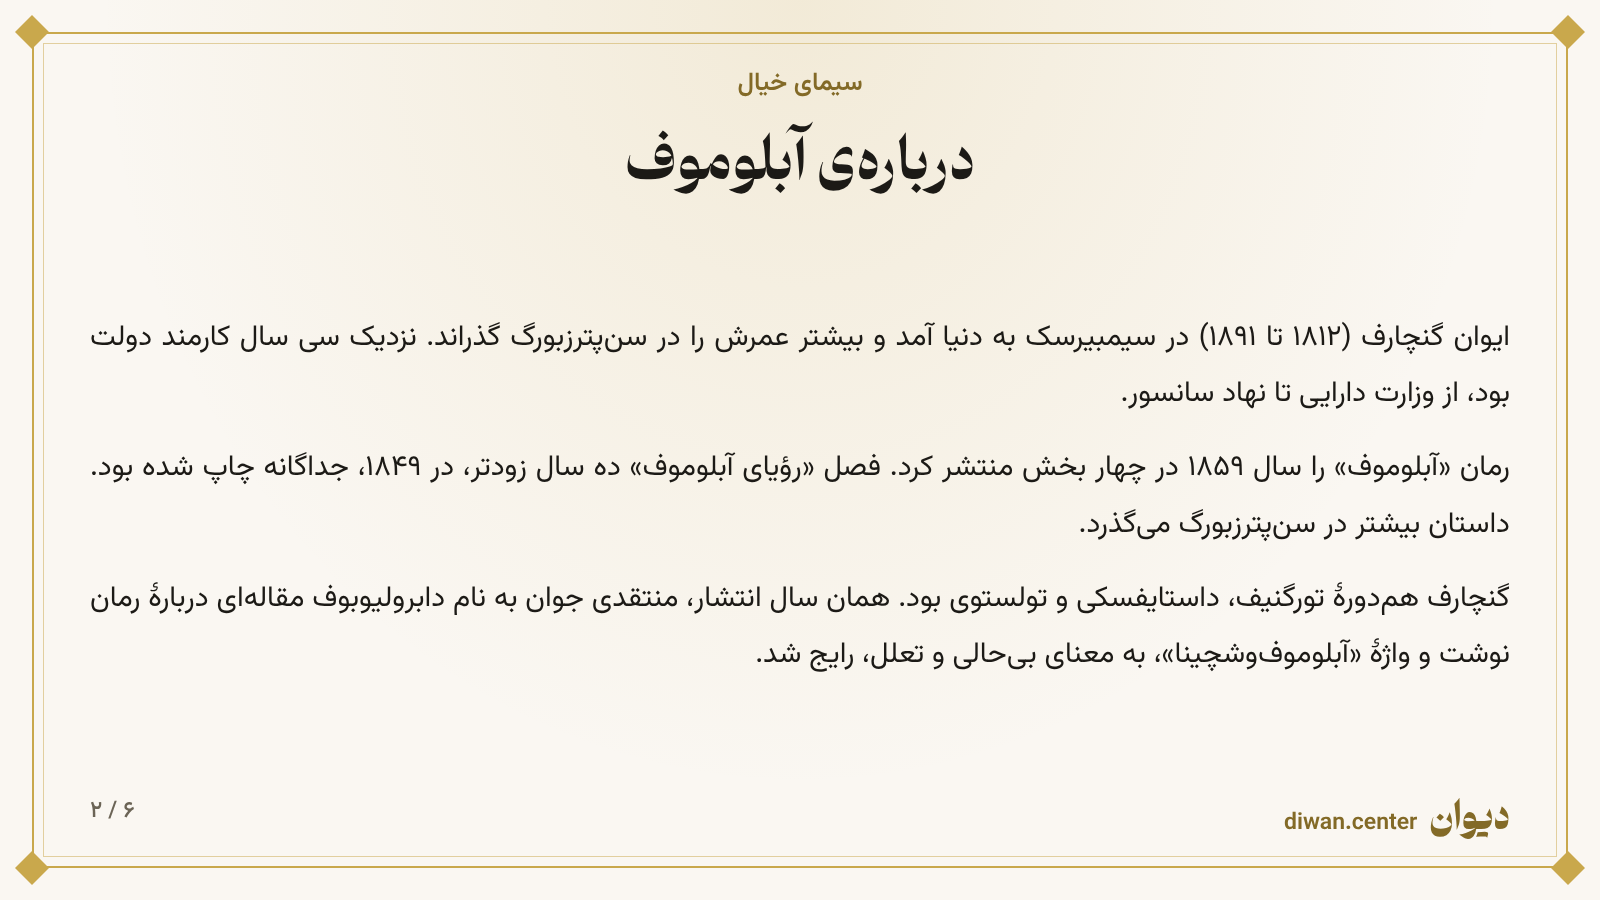 سیمای خیال
درباره‌ی آبلوموف
ایوان گنچارف (۱۸۱۲ تا ۱۸۹۱) در سیمبیرسک به دنیا آمد و بیشتر عمرش را در سن‌پترزبورگ گذراند. نزدیک سی سال کارمند دولت
بود، از وزارت دارایی تا نهاد سانسور.
رمان «آبلوموف» را سال ۱۸۵۹ در چهار بخش منتشر کرد. فصل «رؤیای آبلوموف» ده سال زودتر، در ۱۸۴۹، جداگانه چاپ شده بود.
داستان بیشتر در سن‌پترزبورگ می‌گذرد.
گنچارف هم‌دورهٔ تورگنیف، داستایفسکی و تولستوی بود. همان سال انتشار، منتقدی جوان به نام دابرولیوبوف مقاله‌ای دربارهٔ رمان
نوشت و واژهٔ «آبلوموف‌وشچینا»، به معنای بی‌حالی و تعلل، رایج شد.
دیوان diwan.center
۲ / ۶